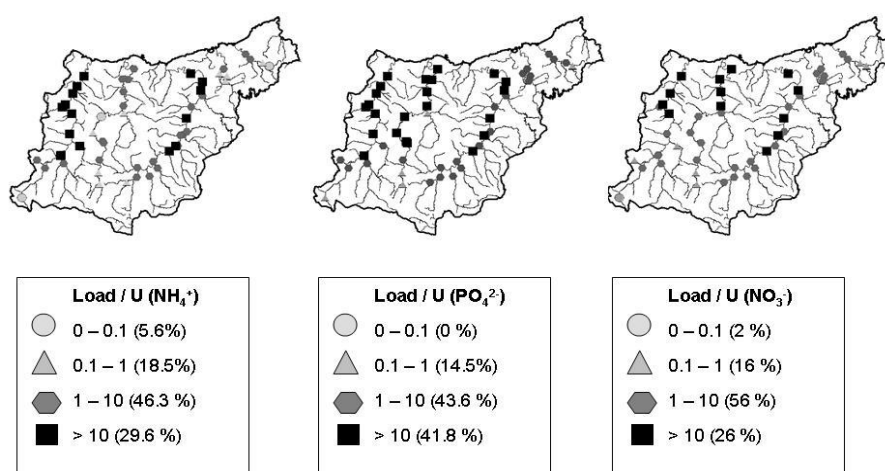 Load / U (NH₄⁺)
0 – 0.1 (5.6%)
0.1 – 1 (18.5%)
1 – 10 (46.3 %)
> 10 (29.6 %)
Load / U (PO₄²⁻)
0 – 0.1 (0 %)
0.1 – 1 (14.5%)
1 – 10 (43.6 %)
> 10 (41.8 %)
Load / U (NO₃⁻)
0 – 0.1 (2 %)
0.1 – 1 (16 %)
1 – 10 (56 %)
> 10 (26 %)